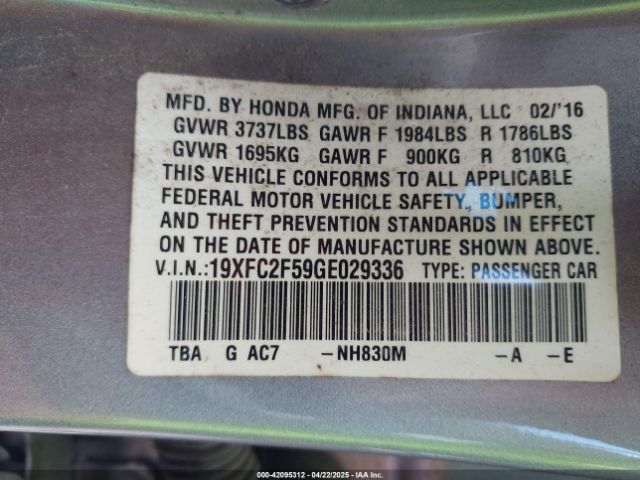 MFD. BY HONDA MFG. OF INDIANA, LLC 02/'16
GVWR 3737LBS GAWR F 1984LBS R 1786LBS
GVWR 1695KG GAWR F 900KG R 810KG
THIS VEHICLE CONFORMS TO ALL APPLICABLE
FEDERAL MOTOR VEHICLE SAFETY, BUMPER,
AND THEFT PREVENTION STANDARDS IN EFFECT
ON THE DATE OF MANUFACTURE SHOWN ABOVE.
V.I.N.:19XFC2F59GE029336 TYPE: PASSENGER CAR
TBA G AC7 -NH830M -A -E
000-42095312 - 04/22/2025 - IAA Inc.